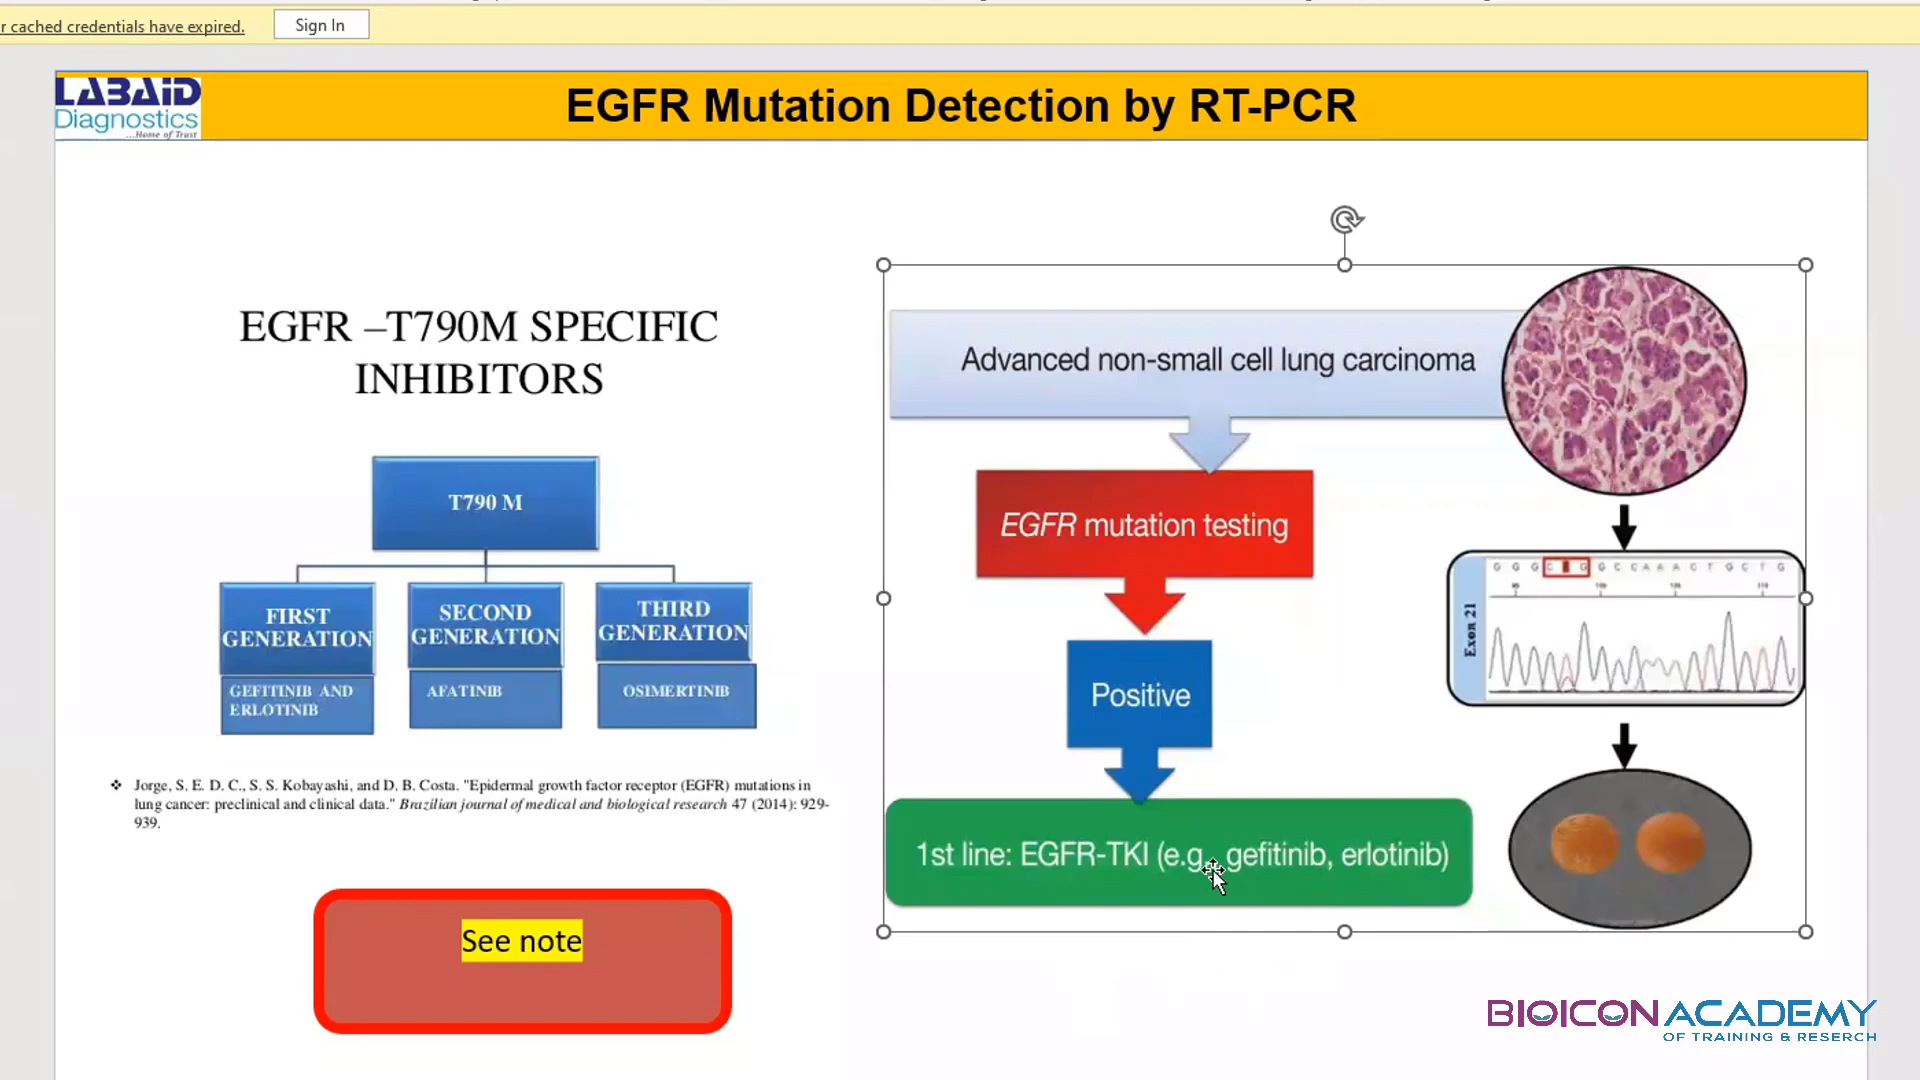 r cached credentials have expired.
Sign In
LABAID
Diagnostics
...Home of Trust
EGFR Mutation Detection by RT-PCR
EGFR –T790M SPECIFIC
INHIBITORS
T790 M
FIRST
GENERATION
SECOND
GENERATION
THIRD
GENERATION
GEFITINIB AND
ERLOTINIB
AFATINIB
OSIMERTINIB
❖ Jorge, S. E. D. C., S. S. Kobayashi, and D. B. Costa. "Epidermal growth factor receptor (EGFR) mutations in
lung cancer: preclinical and clinical data." Brazilian journal of medical and biological research 47 (2014): 929-
939.
See note
Advanced non-small cell lung carcinoma
EGFR mutation testing
Positive
1st line: EGFR-TKI (e.g., gefitinib, erlotinib)
Exon 21
BIOICON ACADEMY
OF TRAINING & RESERCH